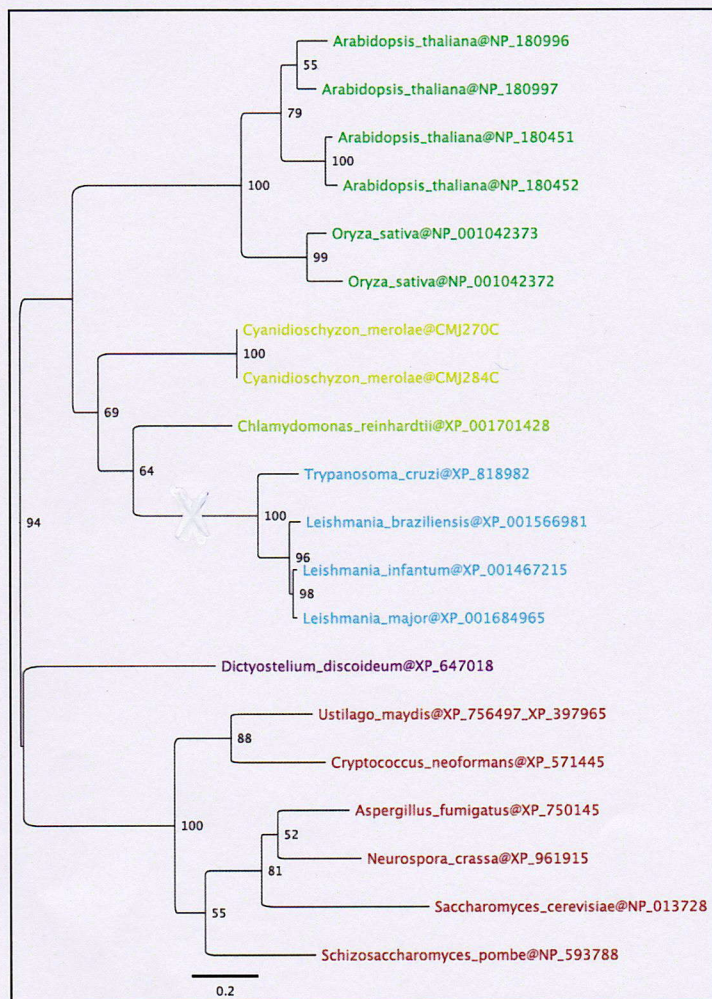 Arabidopsis_thaliana@NP_180996
55
Arabidopsis_thaliana@NP_180997
79
Arabidopsis_thaliana@NP_180451
100
Arabidopsis_thaliana@NP_180452
100
Oryza_sativa@NP_001042373
99
Oryza_sativa@NP_001042372
Cyanidioschyzon_merolae@CMJ270C
100
Cyanidioschyzon_merolae@CMJ284C
69
Chlamydomonas_reinhardtii@XP_001701428
64
Trypanosoma_cruzi@XP_818982
100
Leishmania_braziliensis@XP_001566981
94
96
Leishmania_infantum@XP_001467215
98
Leishmania_major@XP_001684965
Dictyostelium_discoideum@XP_647018
Ustilago_maydis@XP_756497_XP_397965
88
Cryptococcus_neoformans@XP_571445
Aspergillus_fumigatus@XP_750145
100
52
Neurospora_crassa@XP_961915
81
Saccharomyces_cerevisiae@NP_013728
55
Schizosaccharomyces_pombe@NP_593788
0.2